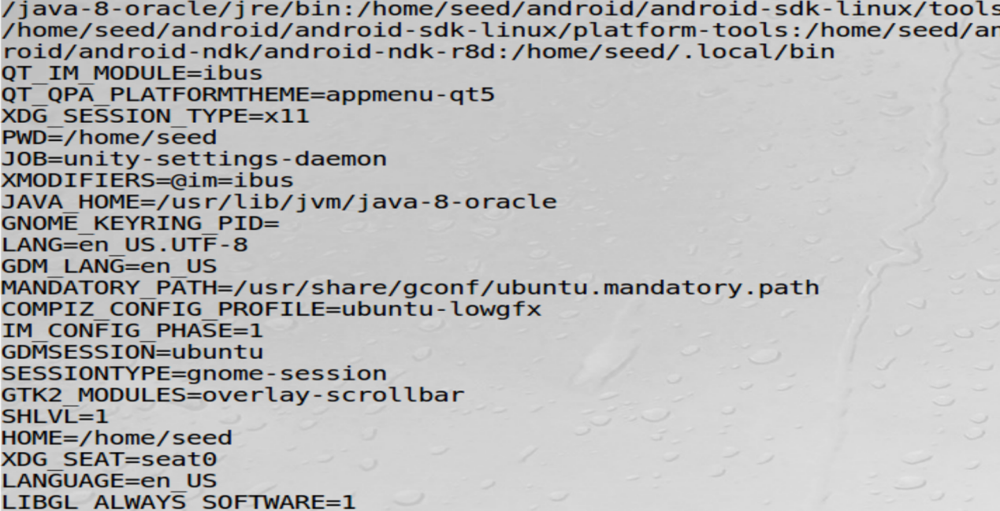 /java-8-oracle/jre/bin:/home/seed/android/android-sdk-linux/tools
/home/seed/android/android-sdk-linux/platform-tools:/home/seed/an
roid/android-ndk/android-ndk-r8d:/home/seed/.local/bin
QT_IM_MODULE=ibus
QT_QPA_PLATFORMTHEME=appmenu-qt5
XDG_SESSION_TYPE=x11
PWD=/home/seed
JOB=unity-settings-daemon
XMODIFIERS=@im=ibus
JAVA_HOME=/usr/lib/jvm/java-8-oracle
GNOME_KEYRING_PID=
LANG=en_US.UTF-8
GDM_LANG=en_US
MANDATORY_PATH=/usr/share/gconf/ubuntu.mandatory.path
COMPIZ_CONFIG_PROFILE=ubuntu-lowgfx
IM_CONFIG_PHASE=1
GDMSESSION=ubuntu
SESSIONTYPE=gnome-session
GTK2_MODULES=overlay-scrollbar
SHLVL=1
HOME=/home/seed
XDG_SEAT=seat0
LANGUAGE=en_US
LIBGL_ALWAYS_SOFTWARE=1